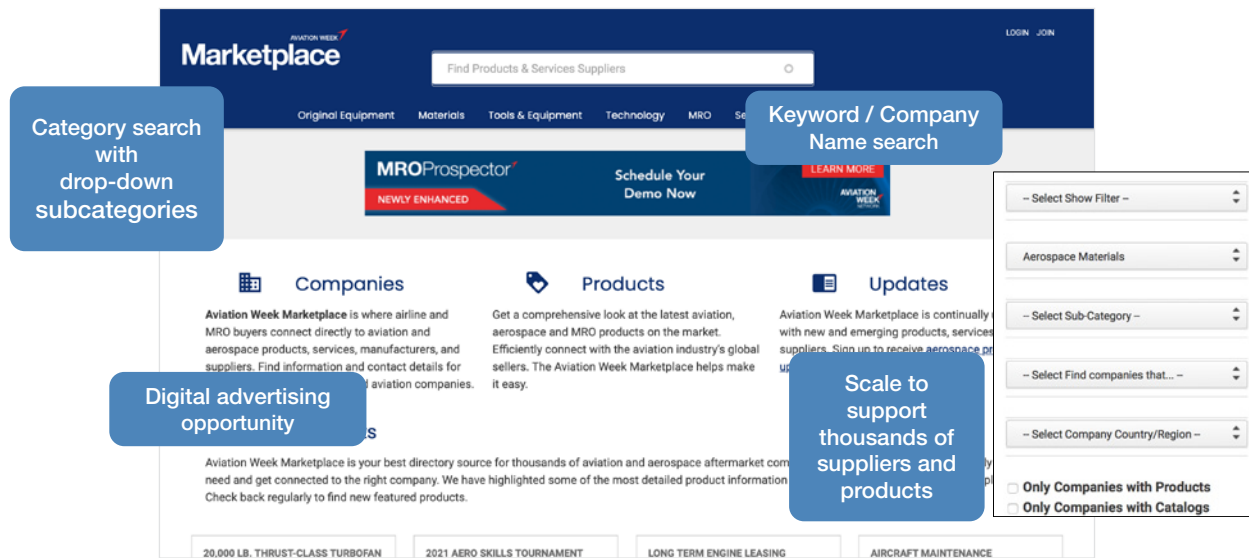 AVIATION WEEK
Marketplace
LOGIN JOIN
Find Products & Services Suppliers
Original Equipment Materials Tools & Equipment Technology MRO
Category search
with
drop-down
subcategories
Keyword / Company
Name search
MROProspector
NEWLY ENHANCED
Schedule Your
Demo Now
LEARN MORE
AVIATION
WEEK
NETWORK
-- Select Show Filter --
Aerospace Materials
-- Select Sub-Category --
-- Select Find companies that... --
-- Select Company Country/Region --
Only Companies with Products
Only Companies with Catalogs
Companies
Aviation Week Marketplace is where airline and
MRO buyers connect directly to aviation and
aerospace products, services, manufacturers, and
suppliers. Find information and contact details for
aviation companies.
Products
Get a comprehensive look at the latest aviation,
aerospace and MRO products on the market.
Efficiently connect with the aviation industry's global
sellers. The Aviation Week Marketplace helps make
it easy.
Updates
Aviation Week Marketplace is continually
with new and emerging products, services
suppliers. Sign up to receive aerospace
Digital advertising
opportunity
Scale to
support
thousands of
suppliers and
products
Aviation Week Marketplace is your best directory source for thousands of aviation and aerospace aftermarket
need and get connected to the right company. We have highlighted some of the most detailed product information
Check back regularly to find new featured products.
20,000 LB. THRUST-CLASS TURBOFAN
2021 AERO SKILLS TOURNAMENT
LONG TERM ENGINE LEASING
AIRCRAFT MAINTENANCE